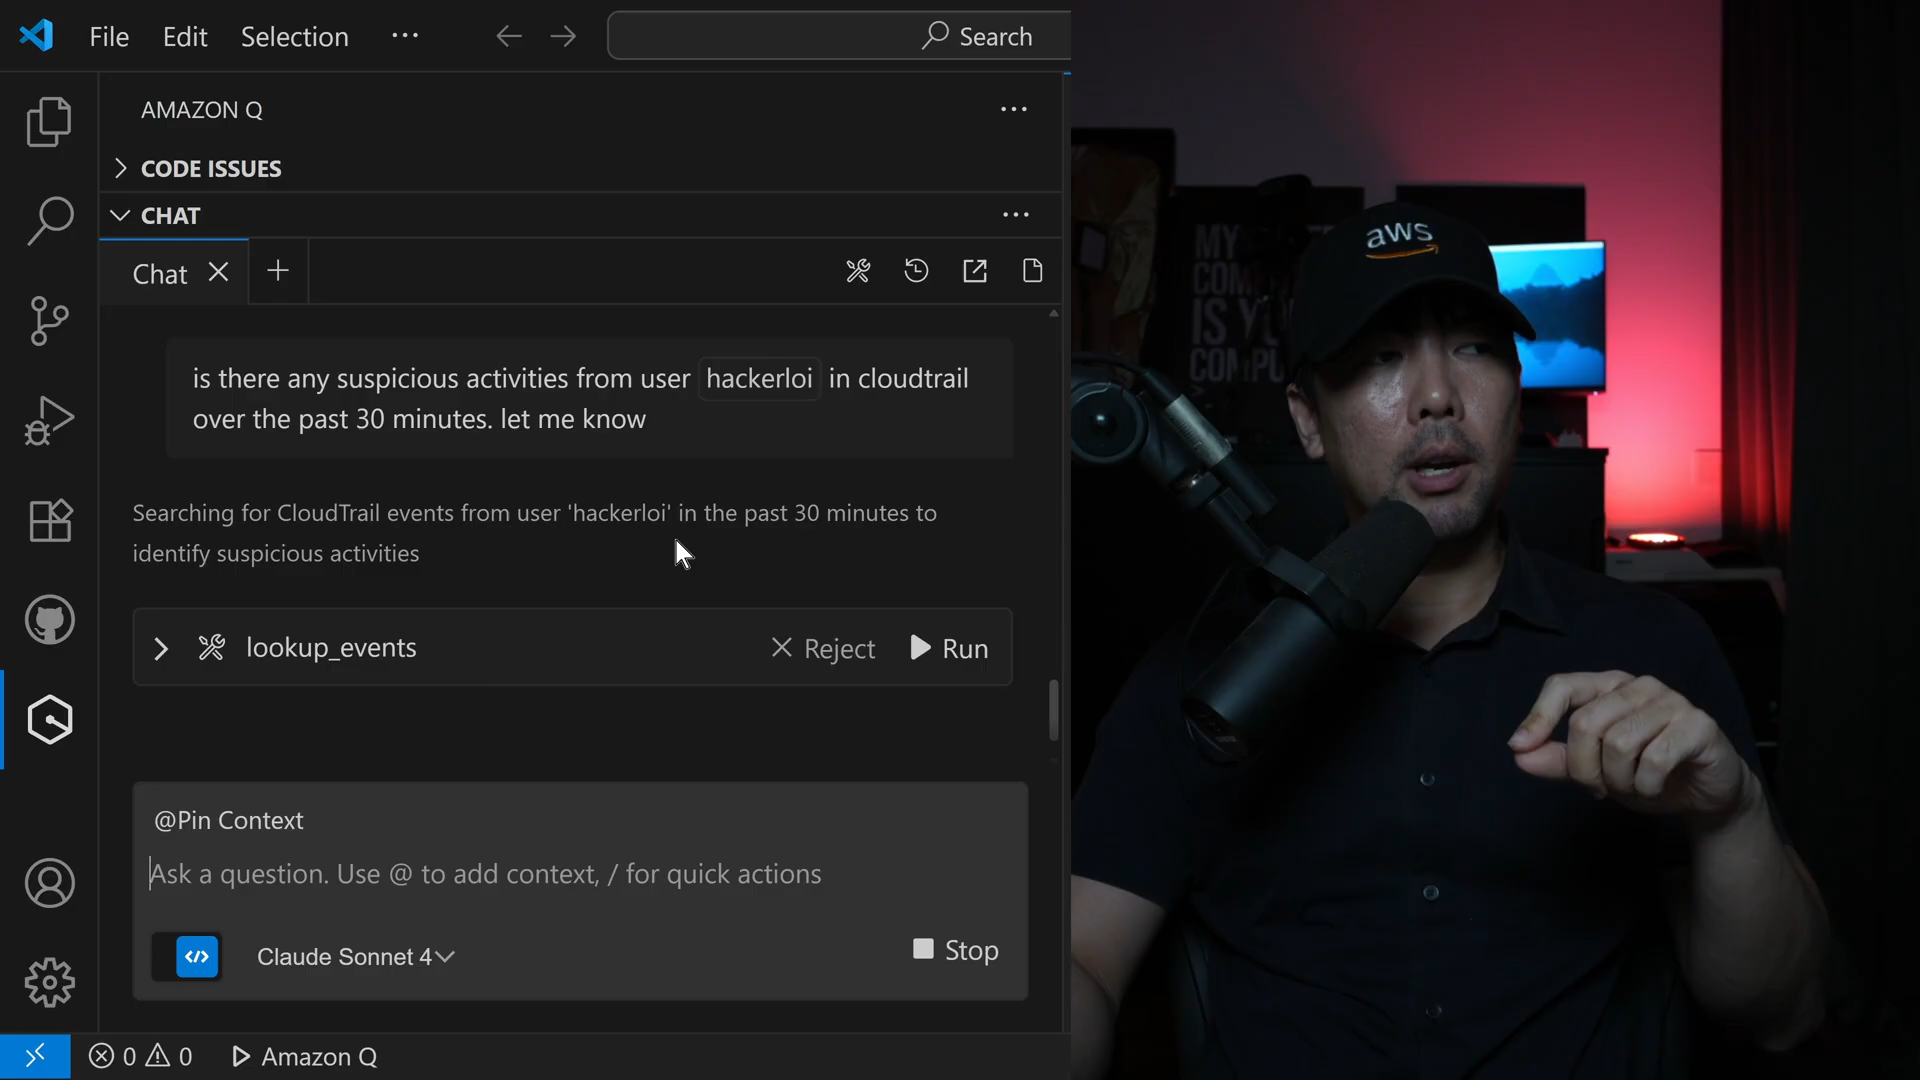 File Edit Selection ··· Search
AMAZON Q
CODE ISSUES
CHAT
Chat
is there any suspicious activities from user hackerloi in cloudtrail
over the past 30 minutes. let me know
Searching for CloudTrail events from user 'hackerloi' in the past 30 minutes to
identify suspicious activities
lookup_events Reject Run
@Pin Context
Ask a question. Use @ to add context, / for quick actions
Claude Sonnet 4 Stop
0 0 Amazon Q
aws
MY
IS